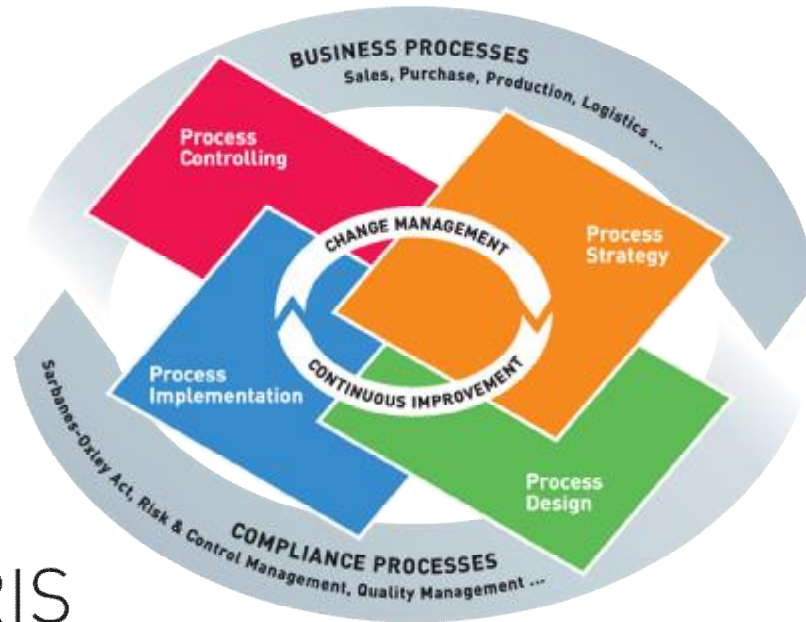 BUSINESS PROCESSES
Sales, Purchase, Production, Logistics ...
Process
Controlling
CHANGE MANAGEMENT
Process
Strategy
Process
Implementation
CONTINUOUS IMPROVEMENT
Process
Design
COMPLIANCE PROCESSES
Sarbanes-Oxley Act, Risk & Control Management, Quality Management ...
RIS